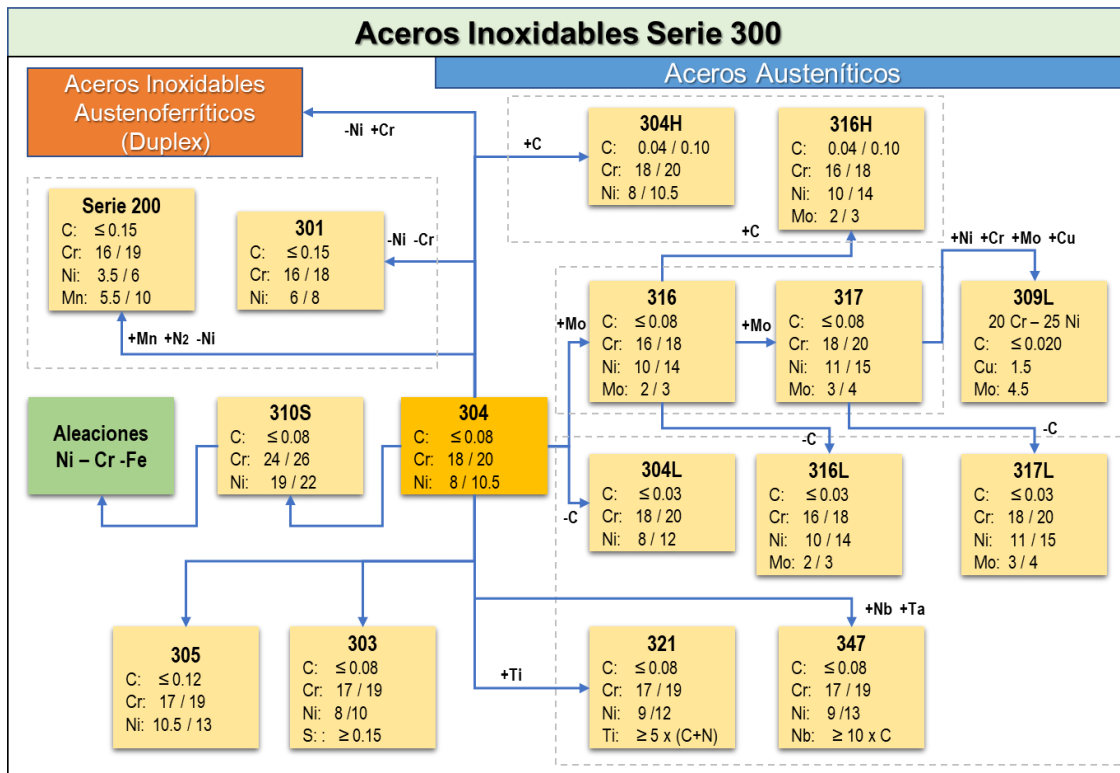 Aceros Inoxidables Serie 300
Aceros Inoxidables
Austenoferríticos
(Duplex)
Aceros Austeníticos
-Ni +Cr
+C
304H
C: 0.04 / 0.10
Cr: 18 / 20
Ni: 8 / 10.5
316H
C: 0.04 / 0.10
Cr: 16 / 18
Ni: 10 / 14
Mo: 2 / 3
Serie 200
C: ≤ 0.15
Cr: 16 / 19
Ni: 3.5 / 6
Mn: 5.5 / 10
301
C: ≤ 0.15
Cr: 16 / 18
Ni: 6 / 8
-Ni -Cr
+C
+Ni +Cr +Mo +Cu
+Mn +N2 -Ni
+Mo
316
C: ≤ 0.08
Cr: 16 / 18
Ni: 10 / 14
Mo: 2 / 3
+Mo
317
C: ≤ 0.08
Cr: 18 / 20
Ni: 11 / 15
Mo: 3 / 4
309L
20 Cr – 25 Ni
C: ≤ 0.020
Cu: 1.5
Mo: 4.5
Aleaciones
Ni – Cr -Fe
310S
C: ≤ 0.08
Cr: 24 / 26
Ni: 19 / 22
304
C: ≤ 0.08
Cr: 18 / 20
Ni: 8 / 10.5
-C
-C
-C
304L
C: ≤ 0.03
Cr: 18 / 20
Ni: 8 / 12
316L
C: ≤ 0.03
Cr: 16 / 18
Ni: 10 / 14
Mo: 2 / 3
317L
C: ≤ 0.03
Cr: 18 / 20
Ni: 11 / 15
Mo: 3 / 4
+Nb +Ta
305
C: ≤ 0.12
Cr: 17 / 19
Ni: 10.5 / 13
303
C: ≤ 0.08
Cr: 17 / 19
Ni: 8 /10
S: : ≥ 0.15
+Ti
321
C: ≤ 0.08
Cr: 17 / 19
Ni: 9 /12
Ti: ≥ 5 x (C+N)
347
C: ≤ 0.08
Cr: 17 / 19
Ni: 9 /13
Nb: ≥ 10 x C